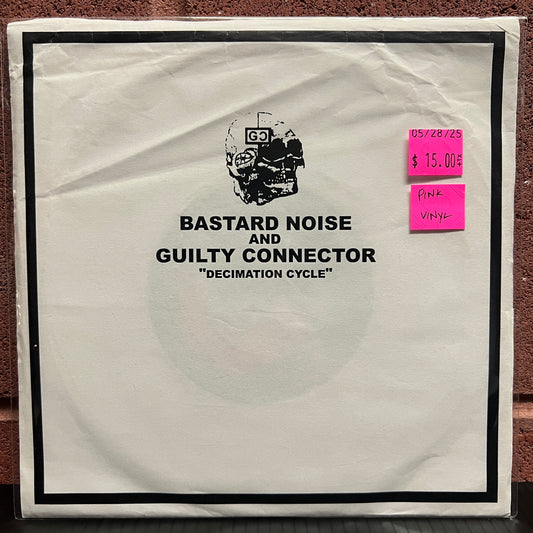 GC
BASTARD NOISE
AND
GUILTY CONNECTOR
"DECIMATION CYCLE"
05/28/25
$ 15.00
PINK
VINYL